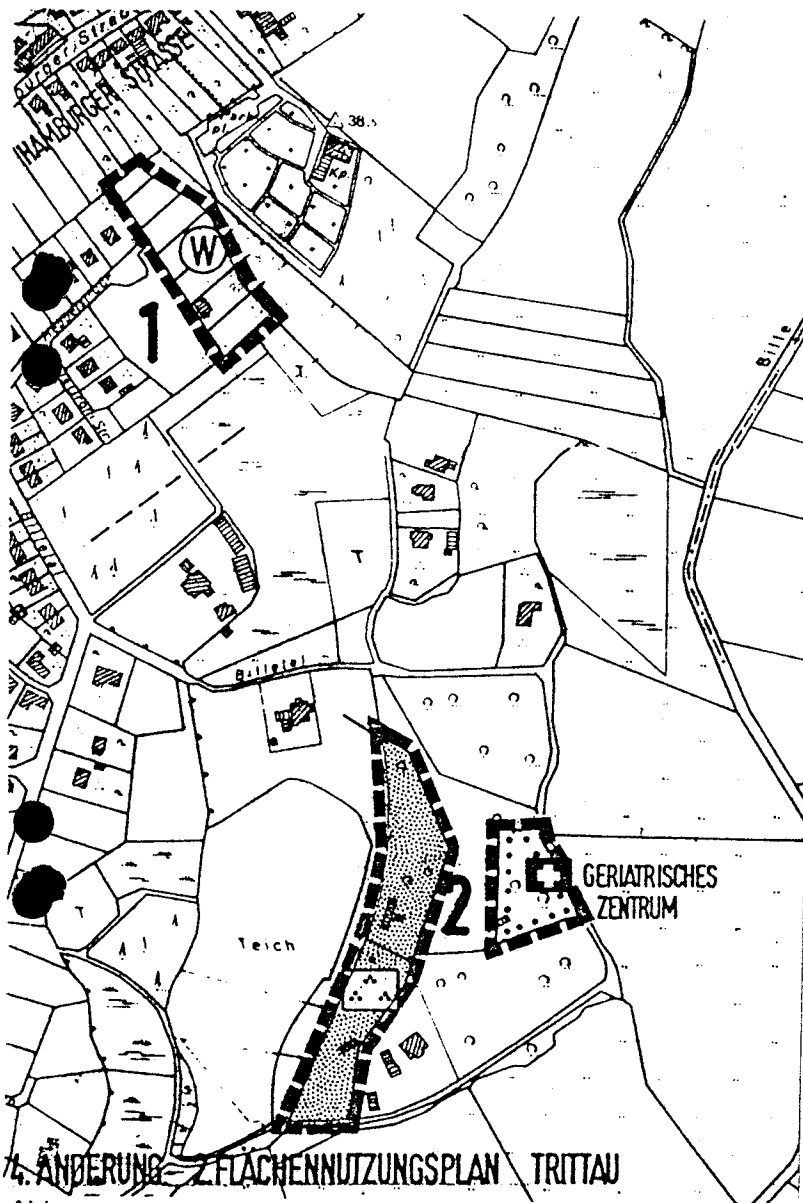 HAMBURGER STRASSE
38.
Kp.
W
1
Bille
T
Billetal
2
GERIATRISCHES
ZENTRUM
T
Teich
4. ÄNDERUNG 2 FLÄCHENNUTZUNGSPLAN TRITTAU